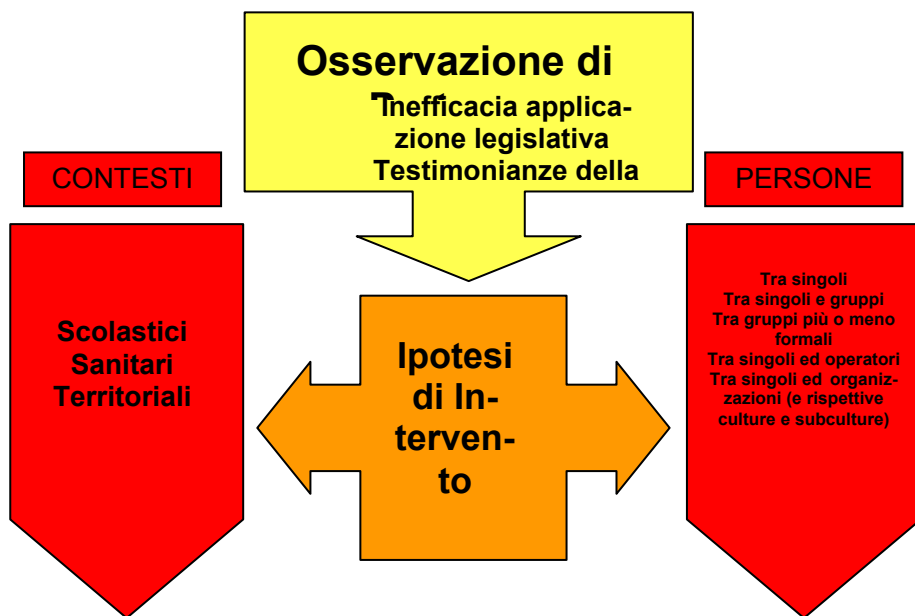 Osservazione di
Inefficacia applica-
zione legislativa
Testimonianze della
CONTESTI
PERSONE
Scolastici
Sanitari
Territoriali
Ipotesi
di In-
terven-
to
Tra singoli
Tra singoli e gruppi
Tra gruppi più o meno
formali
Tra singoli ed operatori
Tra singoli ed organiz-
zazioni (e rispettive
culture e subculture)